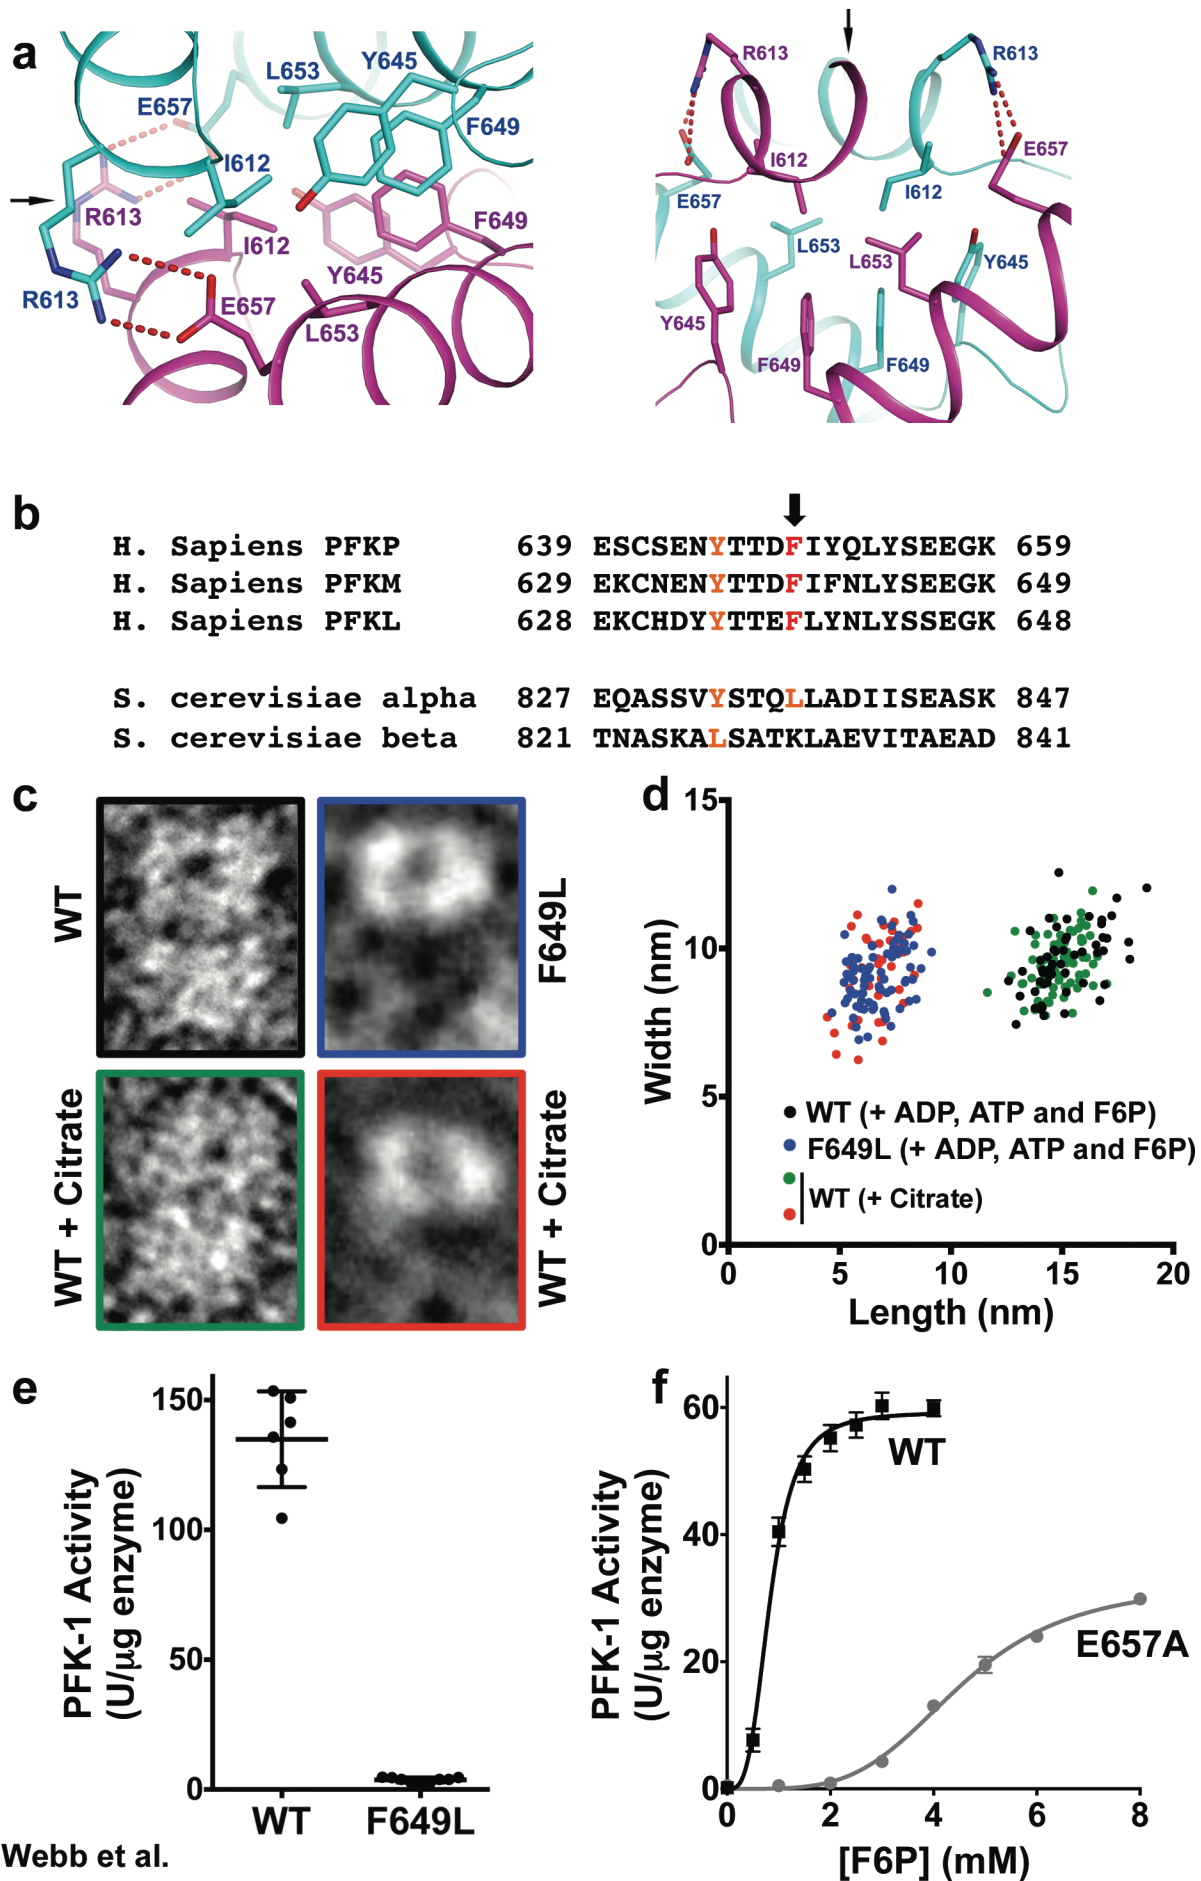 a
Y645
L653
E657
F649
I612
R613
F649
I612
Y645
R613
E657
L653
R613
R613
I612
E657
I612
E657
L653
L653
Y645
Y645
F649
F649
b
H. Sapiens PFKP 639 ESCSENYTTDFIYQLYSEEGK 659
H. Sapiens PFKM 629 EKCNENYTTDFIFNLYSEEGK 649
H. Sapiens PFKL 628 EKCHDYYTTEFLYNLYSSEGK 648
S. cerevisiae alpha 827 EQASSVYSTQLLADIISEASK 847
S. cerevisiae beta 821 TNASKALSATKLAEVITAEAD 841
c
WT
F649L
WT + Citrate
WT + Citrate
d
15
10
5
0
Width (nm)
WT (+ ADP, ATP and F6P)
F649L (+ ADP, ATP and F6P)
WT (+ Citrate)
0 5 10 15 20
Length (nm)
e
150
100
50
0
PFK-1 Activity
(U/μg enzyme)
WT F649L
f
60
40
20
0
PFK-1 Activity
(U/μg enzyme)
WT
E657A
0 2 4 6 8
[F6P] (mM)
Webb et al.